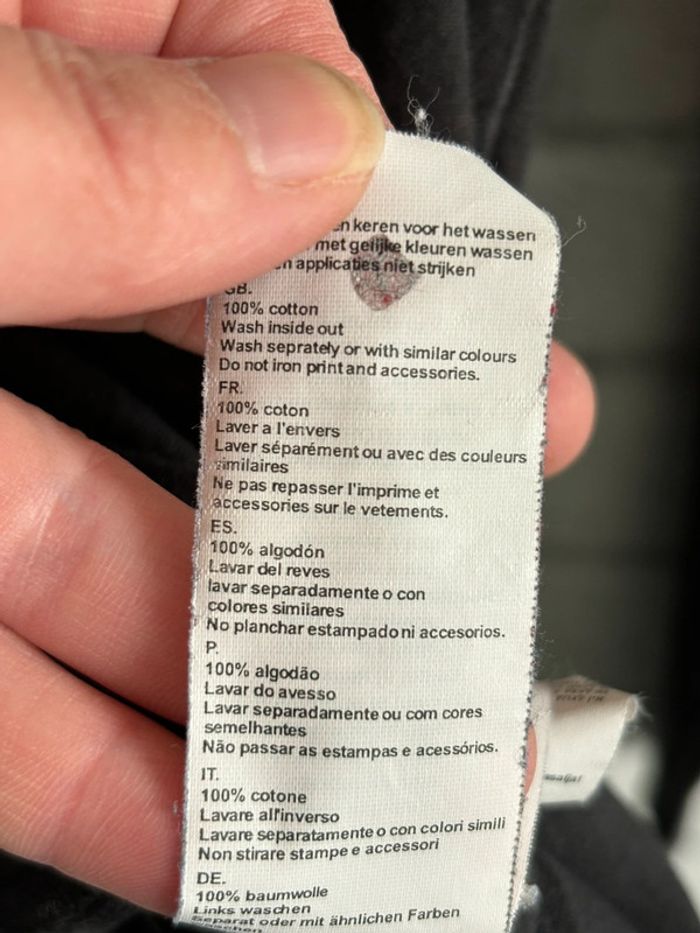 keren voor het wassen
met gelijke kleuren wassen
applicaties niet strijken
GB.
100% cotton
Wash inside out
Wash seprately or with similar colours
Do not iron print and accessories.
FR.
100% coton
Laver a l'envers
Laver séparément ou avec des couleurs
similaires
Ne pas repasser l'imprime et
accessories sur le vetements.
ES.
100% algodón
Lavar del reves
lavar separadamente o con
colores similares
No planchar estampado ni accesorios.
P.
100% algodão
Lavar do avesso
Lavar separadamente ou com cores
semelhantes
Não passar as estampas e acessórios.
IT.
100% cotone
Lavare all'inverso
Lavare separatamente o con colori simili
Non stirare stampe e accessori
DE.
100% baumwolle
Links waschen
Separat oder mit ähnlichen Farben